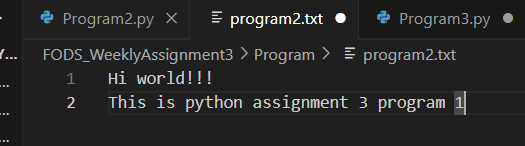 Program2.py program2.txt Program3.py
FODS_WeeklyAssignment3 > Program > program2.txt
1 Hi world!!!
2 This is python assignment 3 program 1